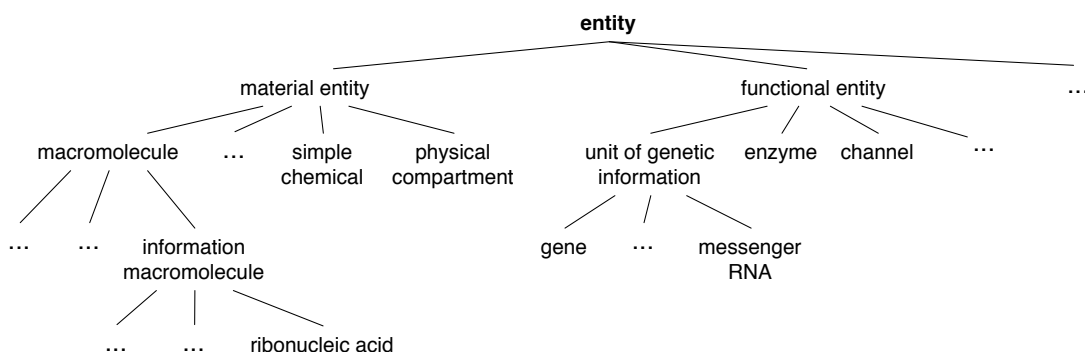 entity
material entity
functional entity
...
macromolecule
...
simple
chemical
physical
compartment
unit of genetic
information
enzyme
channel
...
...
...
information
macromolecule
gene
...
messenger
RNA
...
...
ribonucleic acid